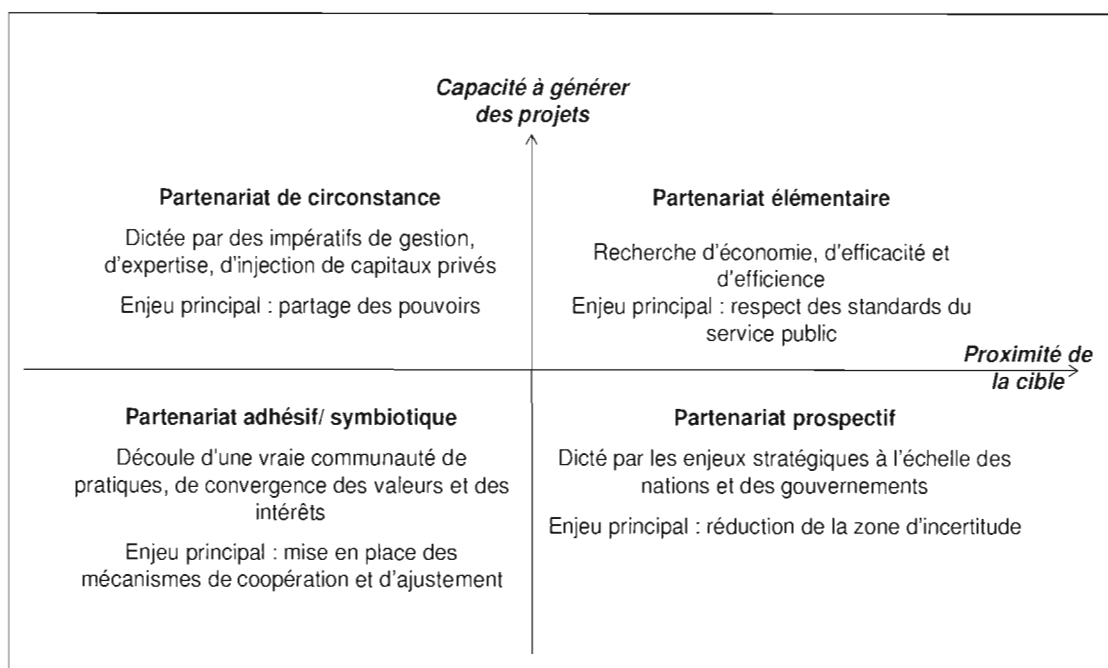 Capacité à générer
des projets
Partenariat de circonstance
Dictée par des impératifs de gestion,
d'expertise, d'injection de capitaux privés
Enjeu principal : partage des pouvoirs
Partenariat élémentaire
Recherche d'économie, d'efficacité et
d'efficience
Enjeu principal : respect des standards du
service public
Proximité de
la cible
Partenariat adhésif/ symbiotique
Découle d'une vraie communauté de
pratiques, de convergence des valeurs et des
intérêts
Enjeu principal : mise en place des
mécanismes de coopération et d'ajustement
Partenariat prospectif
Dicté par les enjeux stratégiques à l'échelle des
nations et des gouvernements
Enjeu principal : réduction de la zone d'incertitude